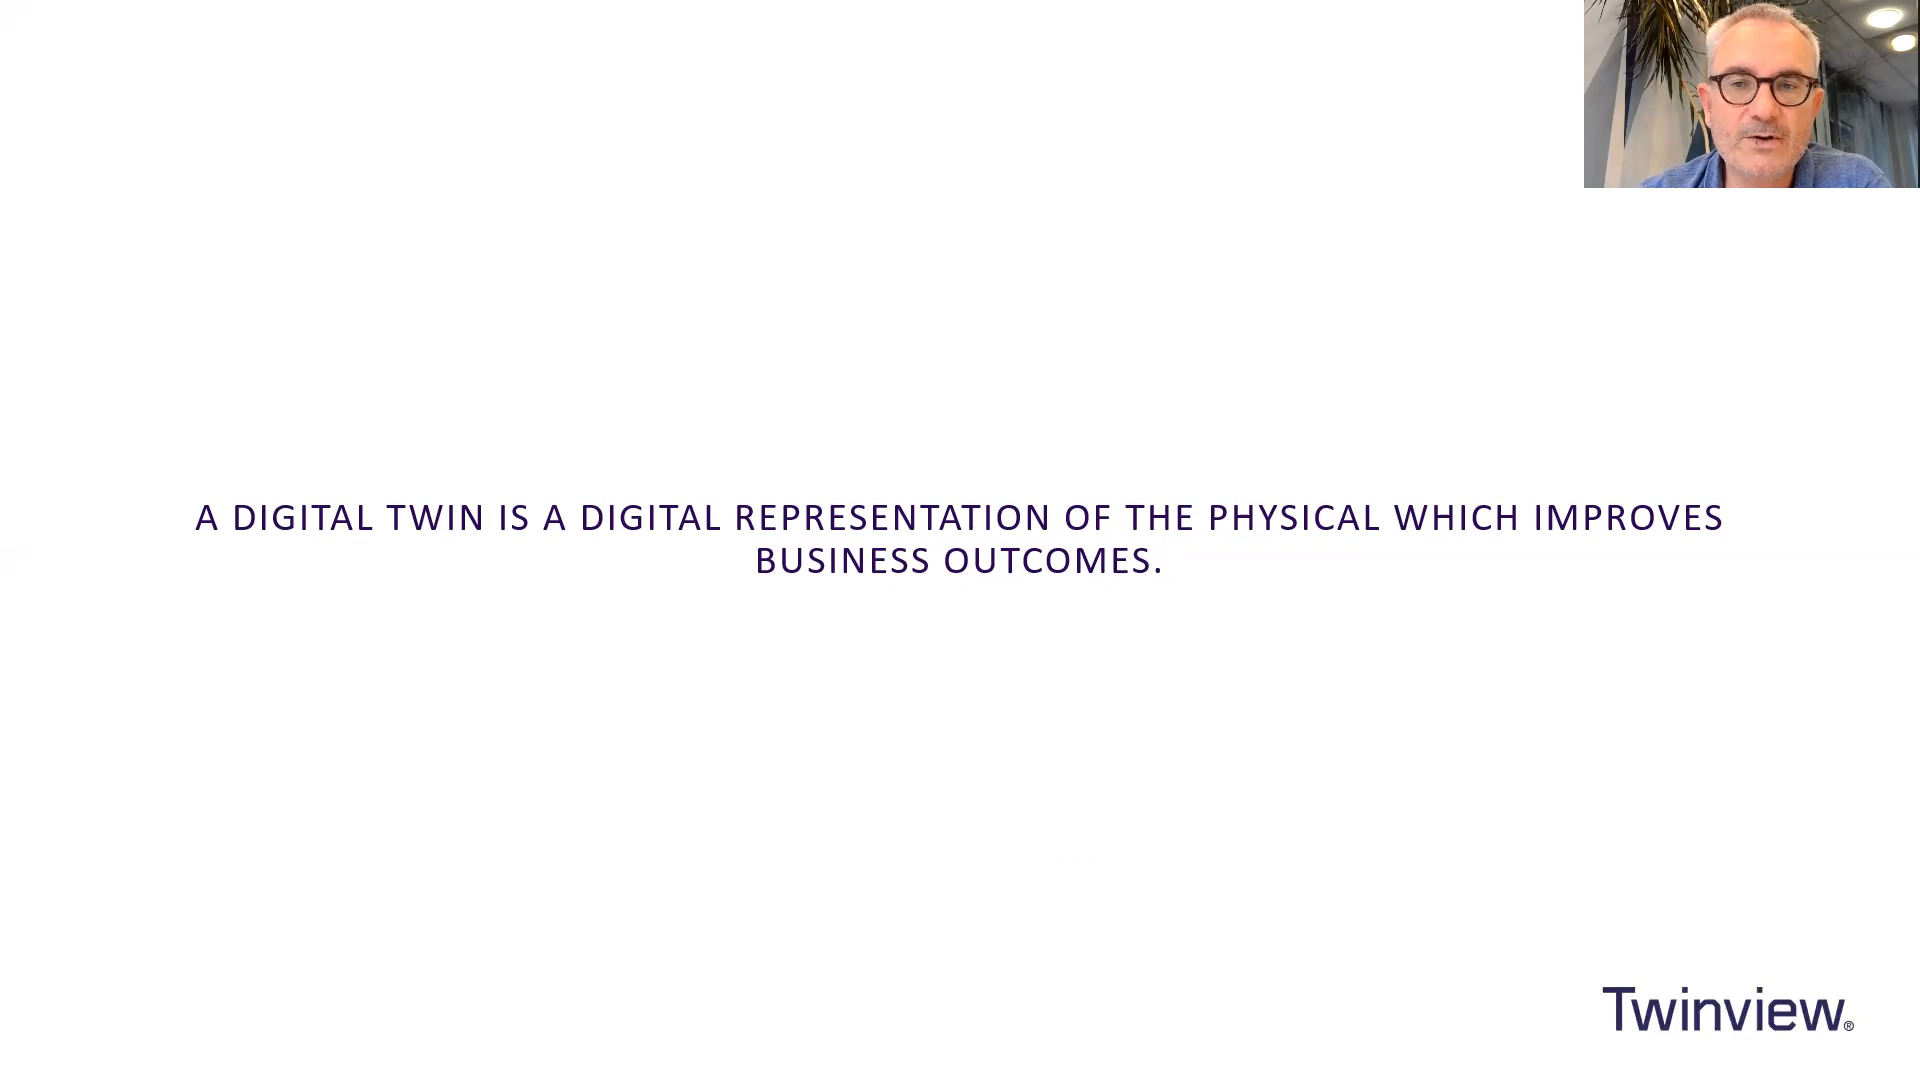 A DIGITAL TWIN IS A DIGITAL REPRESENTATION OF THE PHYSICAL WHICH IMPROVES
BUSINESS OUTCOMES.
Twinview®